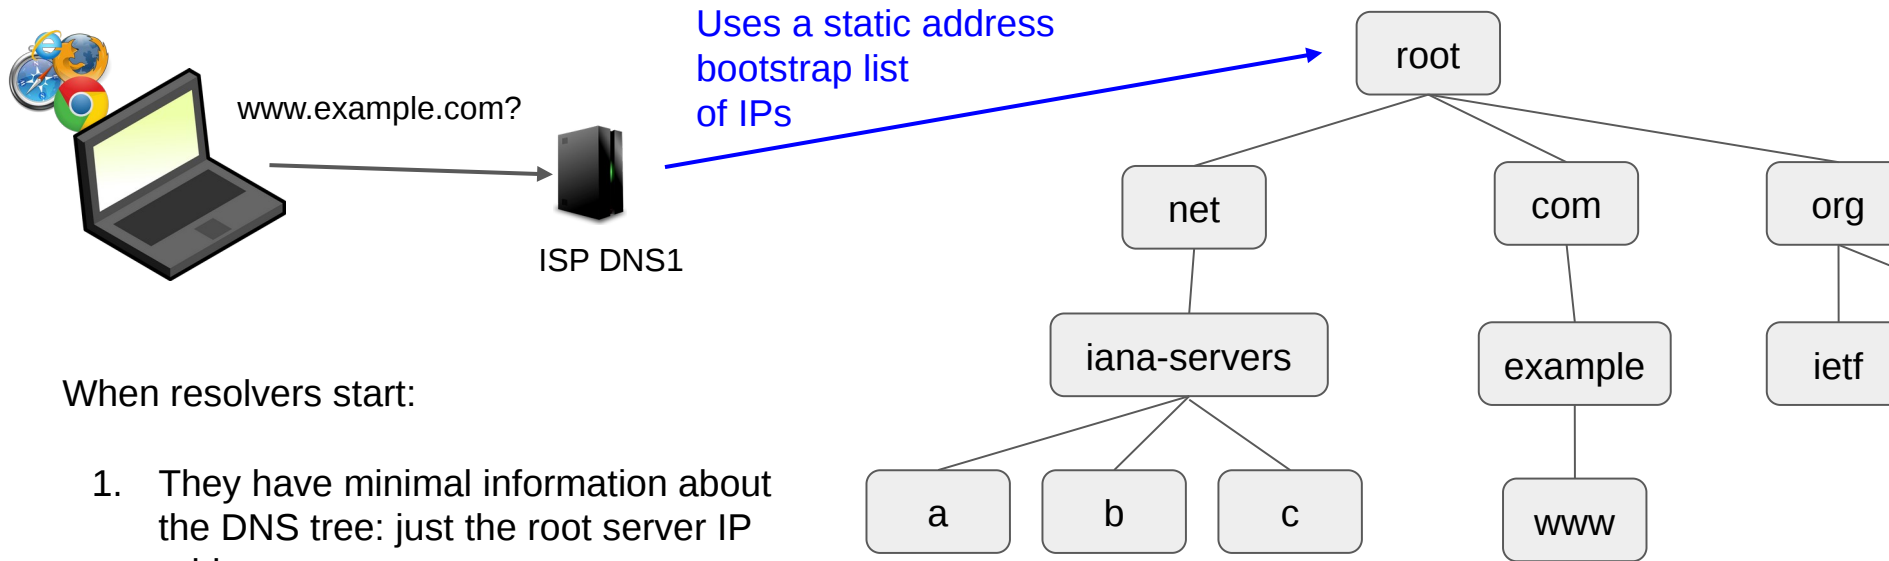 Uses a static address
bootstrap list
of IPs
root
www.example.com?
net
com
org
ISP DNS1
iana-servers
example
ietf
When resolvers start:
1. They have minimal information about
the DNS tree: just the root server IP
a
b
c
www